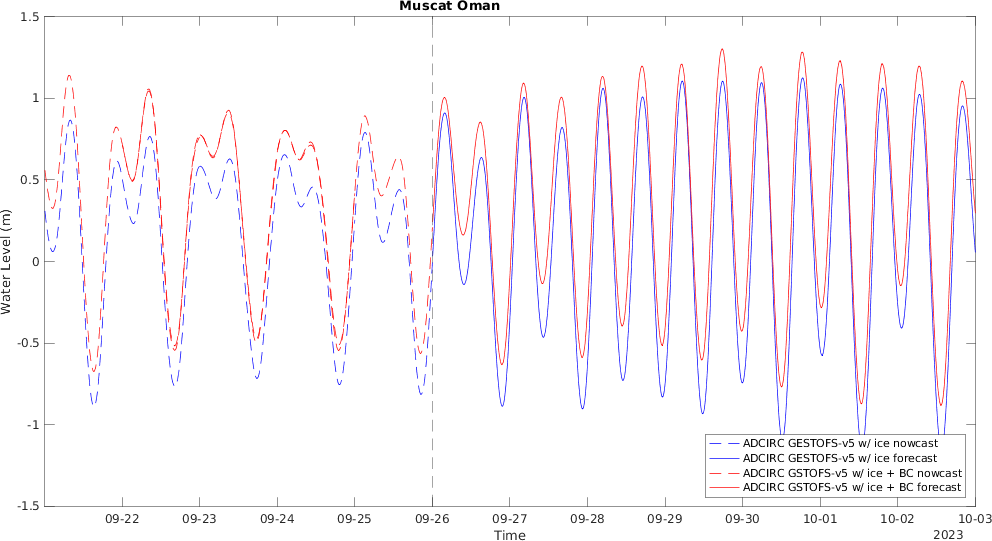 Muscat Oman
1.5
1
0.5
0
-0.5
-1
-1.5
Water Level (m)
09-22 09-23 09-24 09-25 09-26 09-27 09-28 09-29 09-30 10-01 10-02 10-03
Time
2023
ADCIRC GESTOFS-v5 w/ ice nowcast
ADCIRC GESTOFS-v5 w/ ice forecast
ADCIRC GSTOFS-v5 w/ ice + BC nowcast
ADCIRC GSTOFS-v5 w/ ice + BC forecast